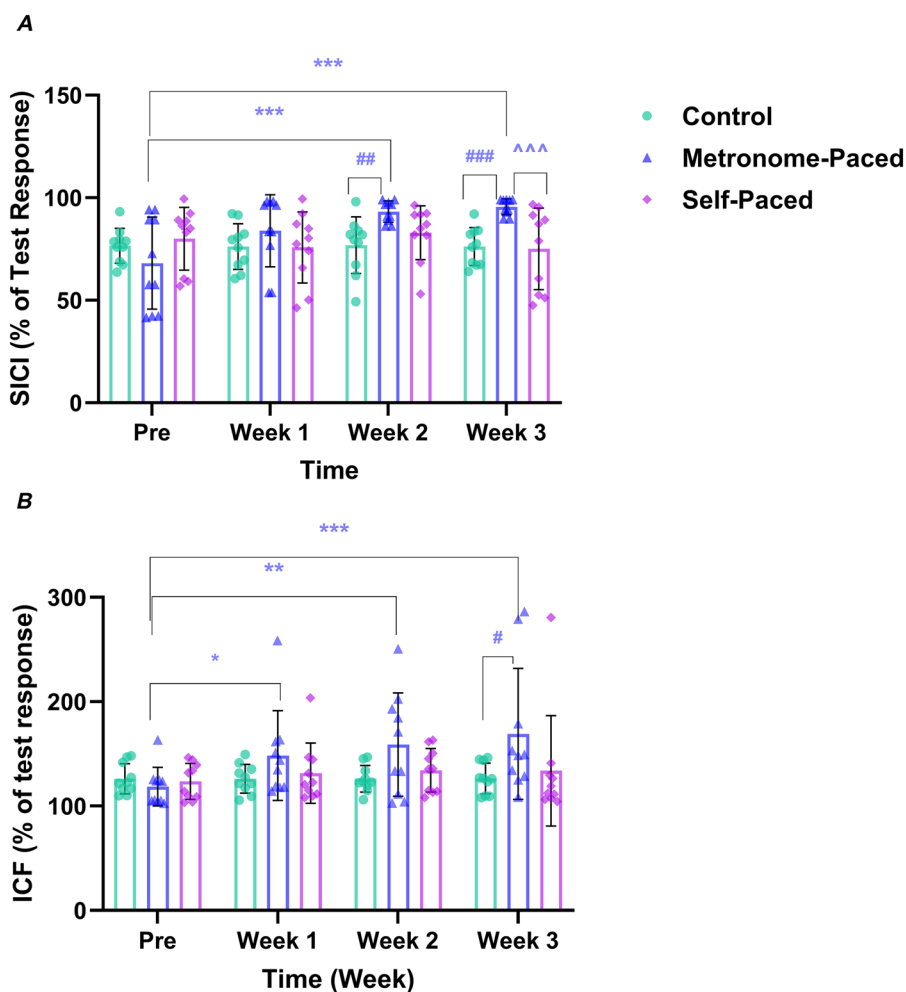 A
***
***
##
###
^^^
150
100
50
0
SICI (% of Test Response)
Pre
Week 1
Week 2
Week 3
Time
Control
Metronome-Paced
Self-Paced
B
***
**
*
#
300
200
100
0
ICF (% of test response)
Pre
Week 1
Week 2
Week 3
Time (Week)